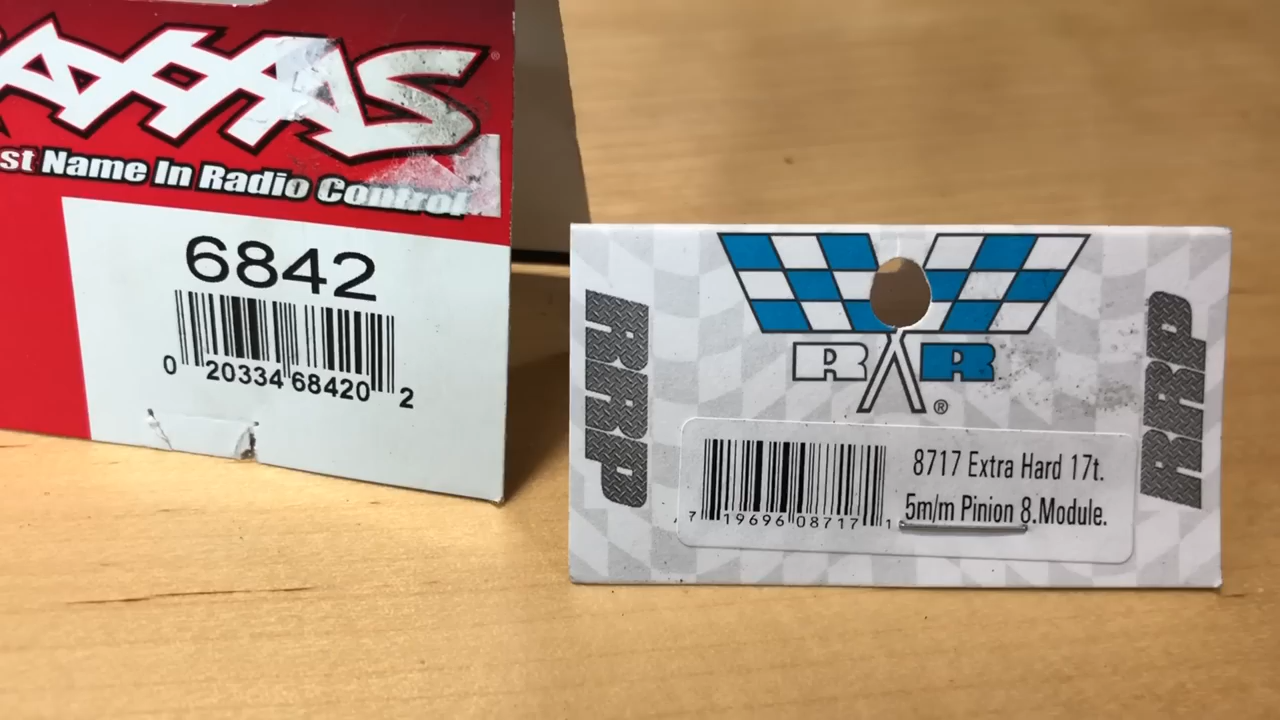 AXXAS
st Name In Radio Control
6842
0 20334 68420 2
RRP
R R ®
RRP
8717 Extra Hard 17t.
5m/m Pinion 8.Module.
7 19696 08717 1